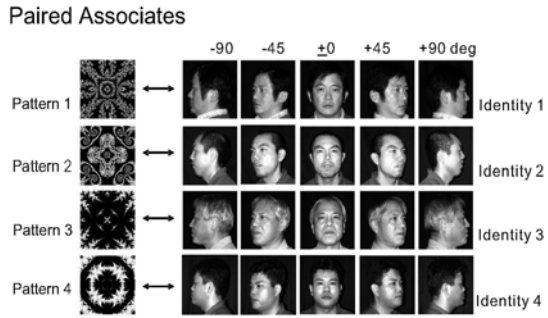 Paired Associates
-90 -45 ±0 +45 +90 deg
Pattern 1 Identity 1
Pattern 2 Identity 2
Pattern 3 Identity 3
Pattern 4 Identity 4